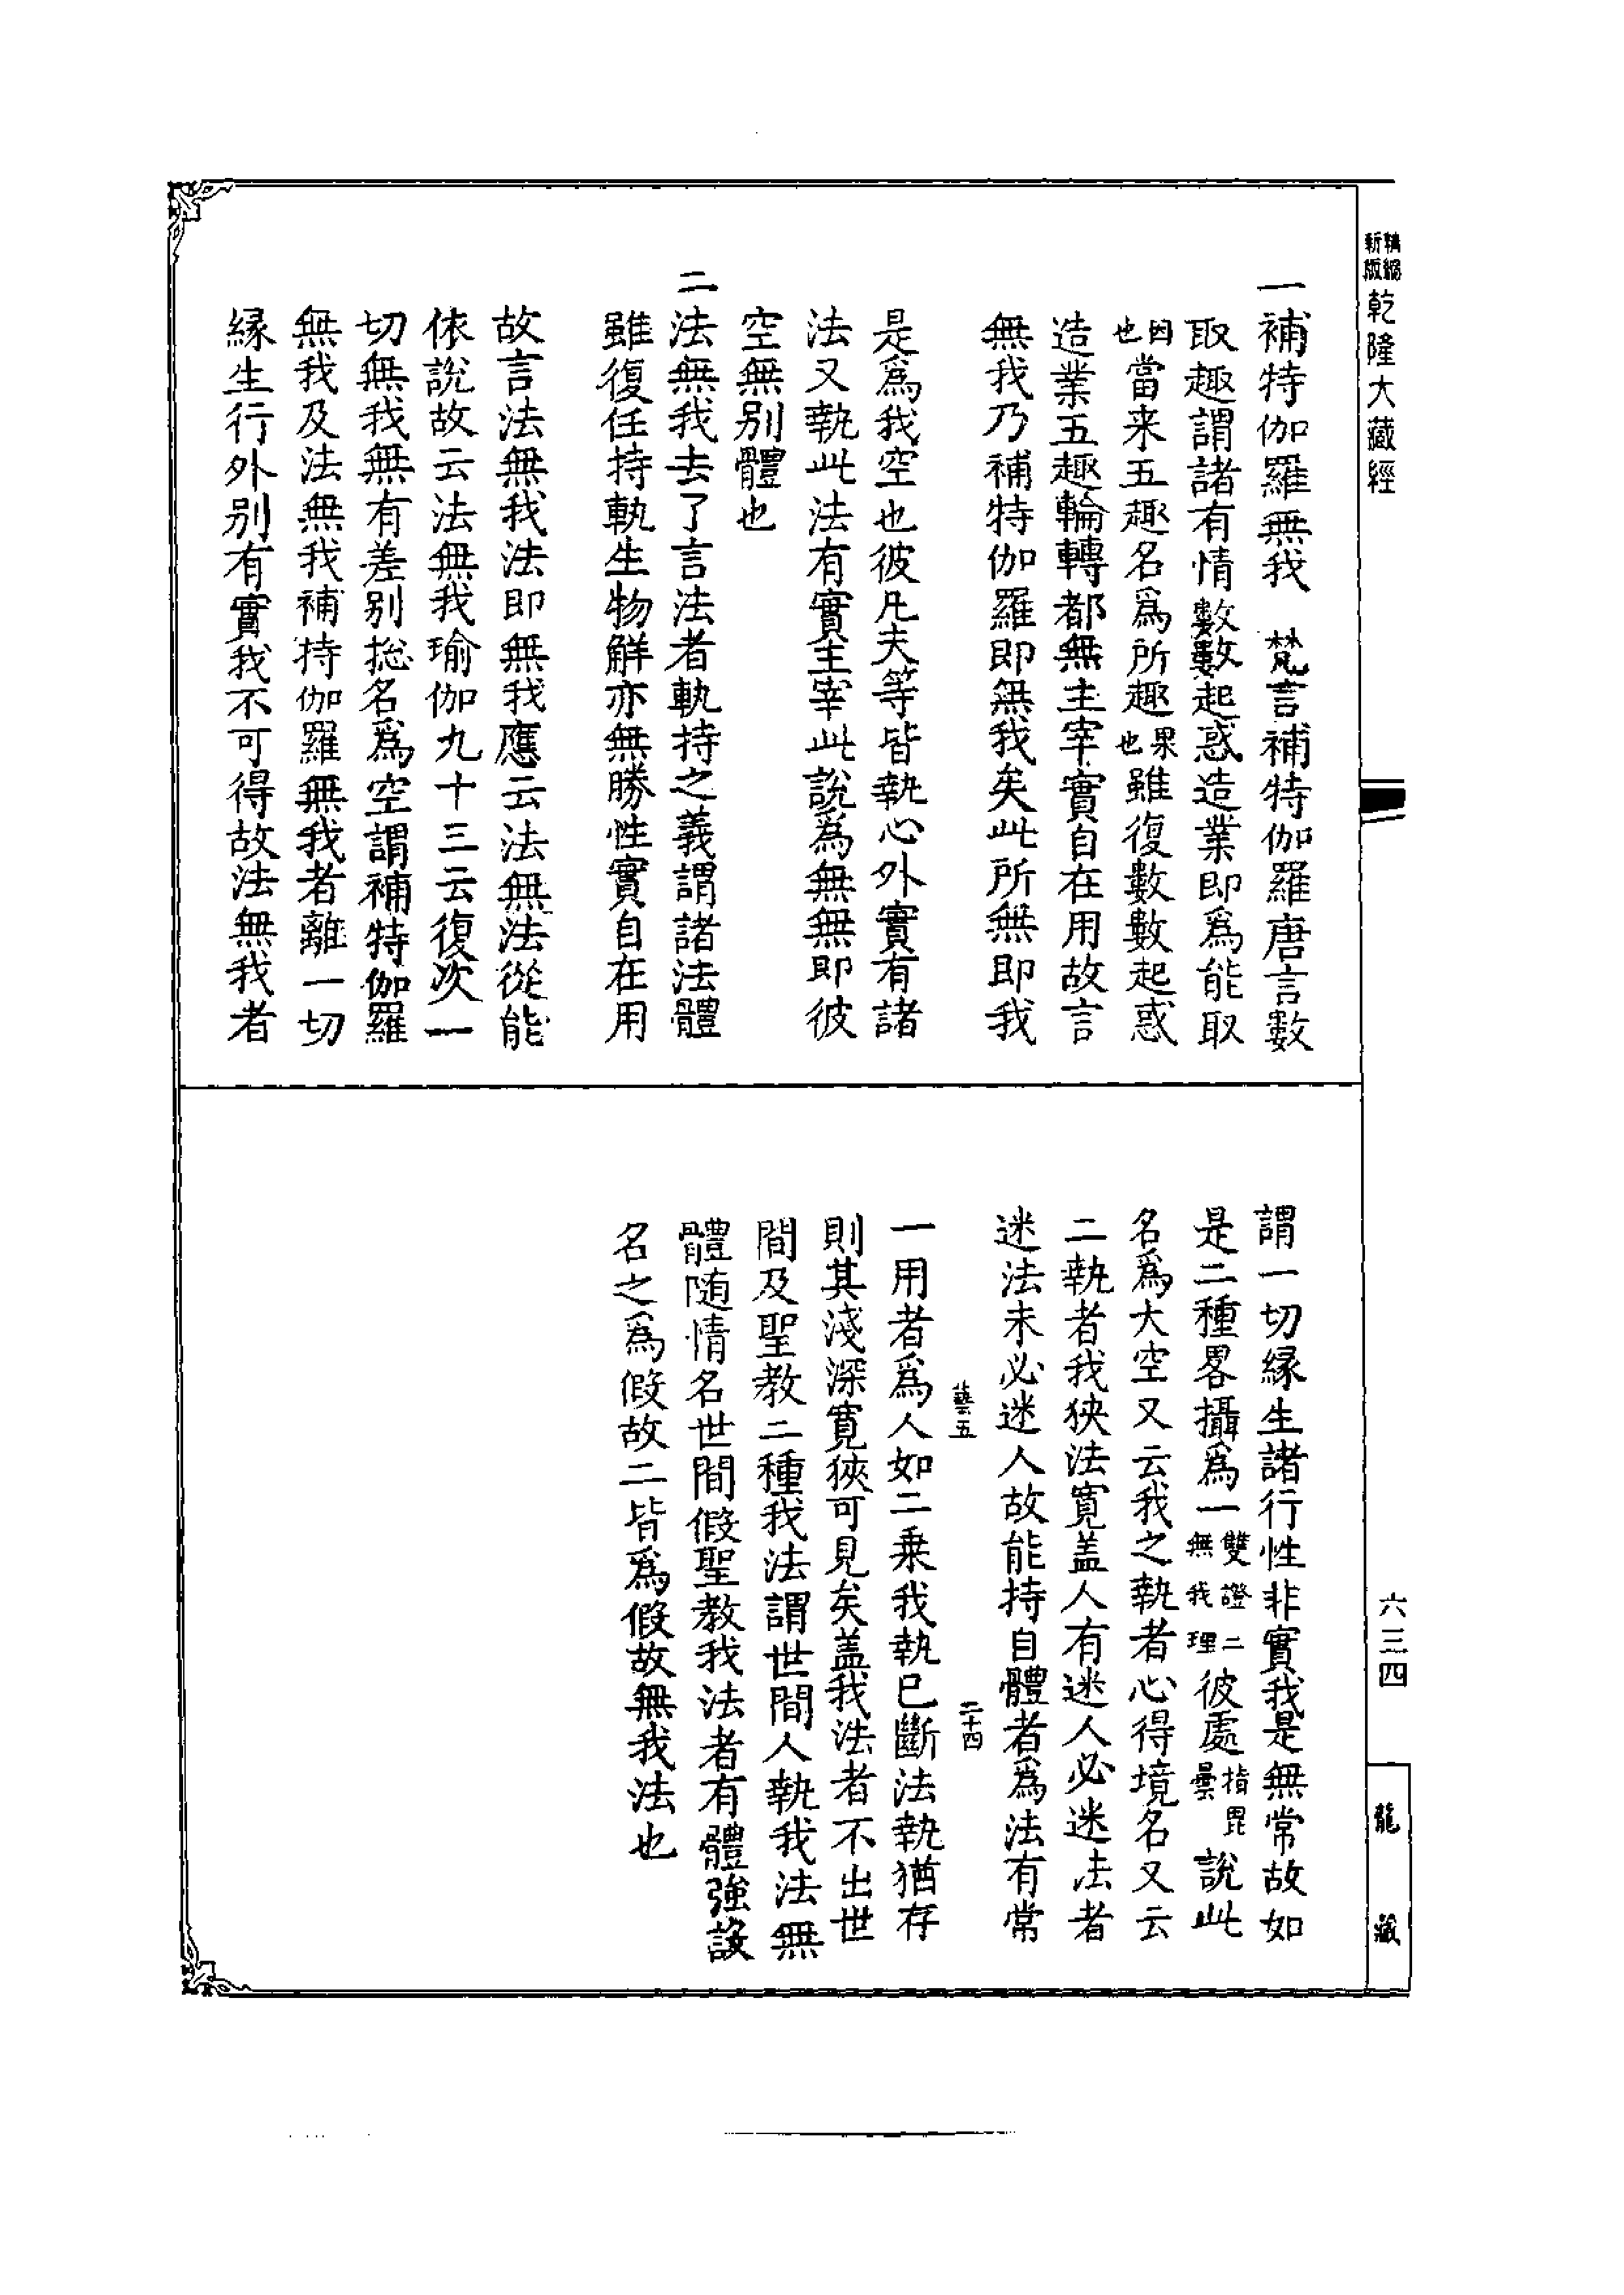 精縮新版乾隆大藏經
一補特伽羅無我　梵言補特伽羅唐言數
取趣謂諸有情數數起惑造業即爲能取
因也當来五趣名爲所趣果也雖復數數起惑
造業五趣輪轉都無主宰實自在用故言
無我乃補特伽羅即無我矣此所無即我
是爲我空也彼凡夫等皆執心外實有諸
法又執此法有實主宰此說爲無無即彼
空無别體也
二法無我去了言法者軌持之義謂諸法體
雖復任持軌生物解亦無勝性實自在用
故言法無我法即無我應云法無法從能
依說故云法無我瑜伽九十三云復次一
切無我無有差别揔名爲空謂補特伽羅
無我及法無我補特伽羅無我者離一切
縁生行外别有實我不可得故法無我者
謂一切縁生諸行性非實我是無常故如
是二種畧攝爲一雙證二無我理彼處指毘曇說此
名爲大空又云我之執者心得境名又云
二執者我狹法寬盖人有迷人必迷法者
迷法未必迷人故能持自體者爲法有常
藝五　二十四
一用者爲人如二乗我執已斷法執猶存
則其淺深寬狹可見矣盖我法者不出世
間及聖教二種我法謂世間人執我法無
體随情名世間假聖教我法者有體強設
名之爲假故二皆爲假故無我法也
六三四
龍藏